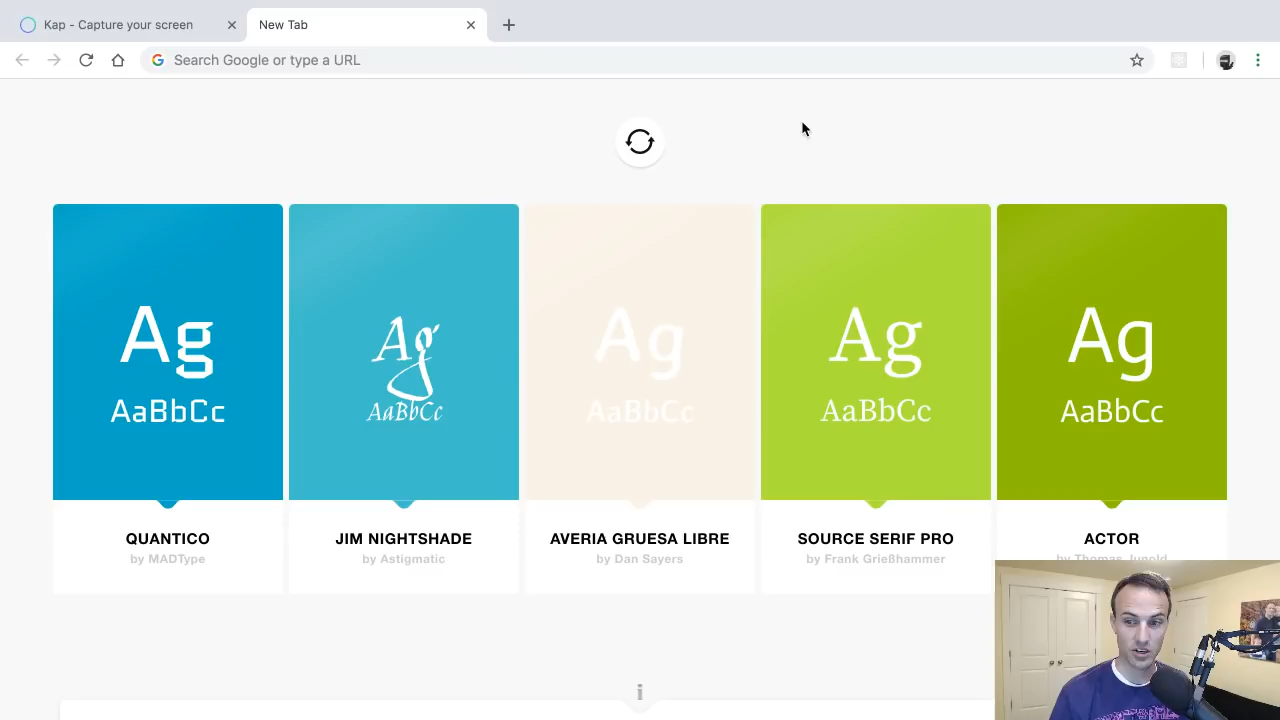 Kap - Capture your screen
New Tab
Search Google or type a URL
Ag
AaBbCc
QUANTICO
by MADType
Ag
AaBbCc
JIM NIGHTSHADE
by Astigmatic
Ag
AaBbCc
AVERIA GRUESA LIBRE
by Dan Sayers
Ag
AaBbCc
SOURCE SERIF PRO
by Frank Grießhammer
Ag
AaBbCc
ACTOR
by Thomas Junold
i